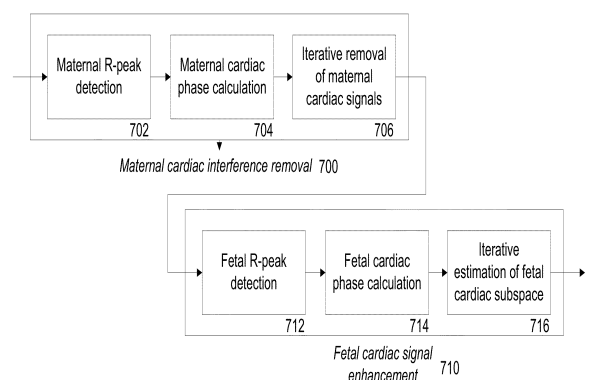 Maternal R-peak
detection
702
Maternal cardiac
phase calculation
704
Iterative removal
of maternal
cardiac signals
706
Maternal cardiac interference removal 700
Fetal R-peak
detection
712
Fetal cardiac
phase calculation
714
Iterative
estimation of fetal
cardiac subspace
716
Fetal cardiac signal
enhancement 710